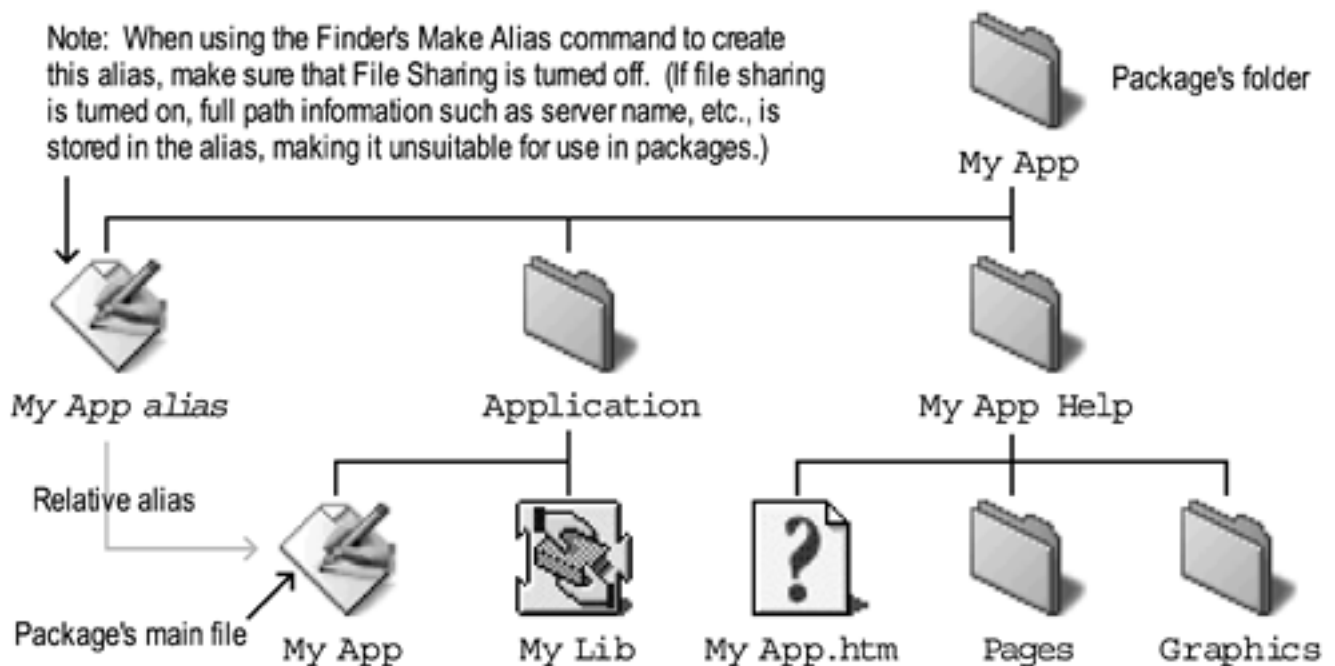 Note: When using the Finder's Make Alias command to create
this alias, make sure that File Sharing is turned off. (If file sharing
is turned on, full path information such as server name, etc., is
stored in the alias, making it unsuitable for use in packages.)
Package's folder
My App
My App alias
Application
My App Help
Relative alias
Package's main file
My App
My Lib
My App.htm
Pages
Graphics